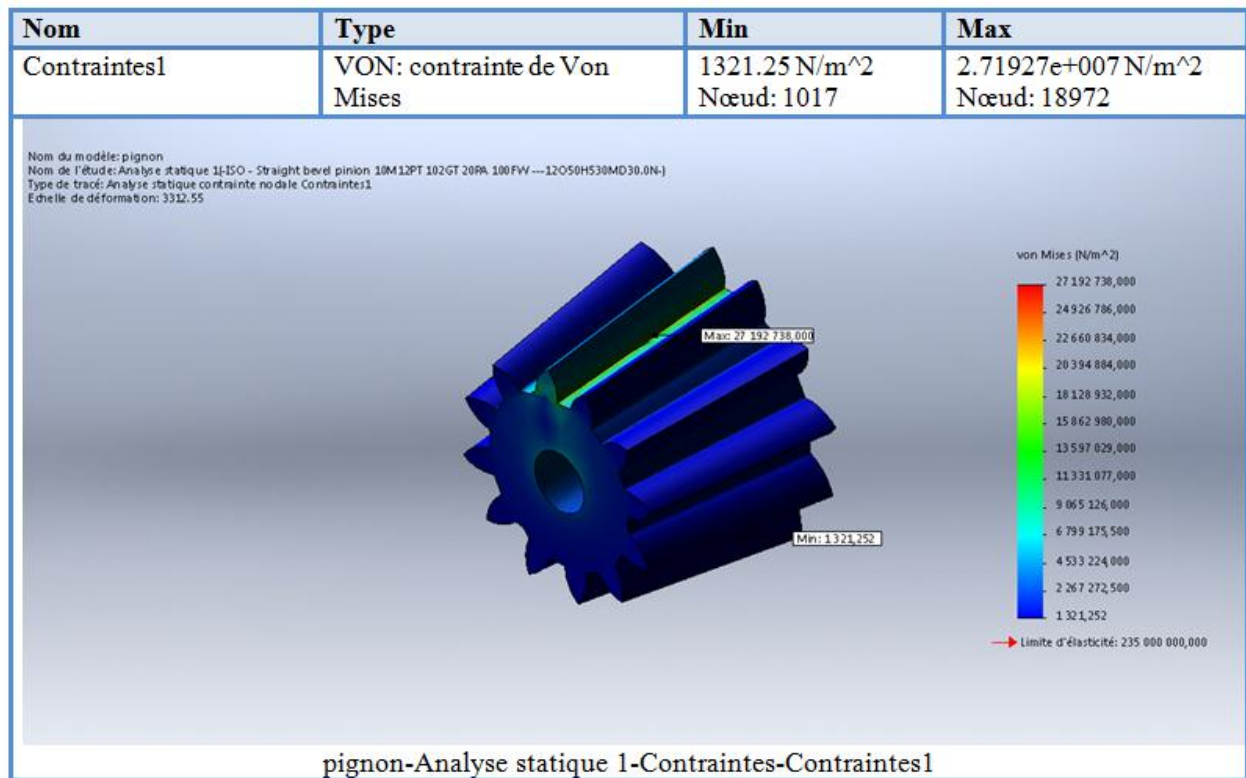 Nom Type Min Max
Contraintes1 VON: contrainte de Von 1321.25 N/m^2 2.71927e+007 N/m^2
Mises Nœud: 1017 Nœud: 18972
Nom du modèle: pignon
Nom de l'étude: Analyse statique 1(-ISO - Straight bevel pinion 10M 12PT 102GT 20PA 100FW ---12O50H530MD30.0N-)
Type de tracé: Analyse statique contrainte nodale Contraintes1
Echelle de déformation: 3312.55
von Mises (N/m^2)
27 192 738,000
24 926 786,000
22 660 834,000
Max: 27 192 738,000
20 394 884,000
18 128 932,000
15 862 980,000
13 597 029,000
11 331 077,000
9 065 126,000
6 799 175,500
Min: 1 321,252
4 533 224,000
2 267 272,500
1 321,252
Limite d'élasticité: 235 000 000,000
pignon-Analyse statique 1-Contraintes-Contraintes1